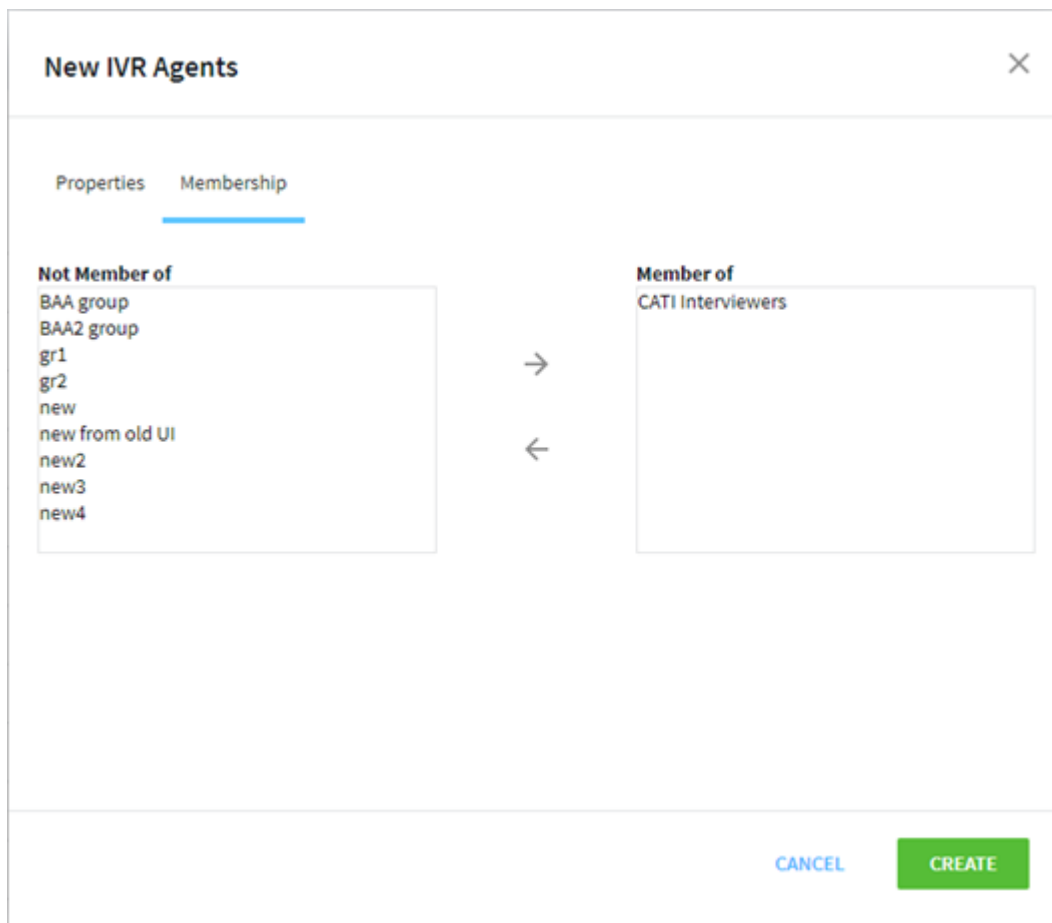 New IVR Agents
Properties Membership
Not Member of
BAA group
BAA2 group
gr1
gr2
new
new from old UI
new2
new3
new4
Member of
CATI Interviewers
CANCEL CREATE